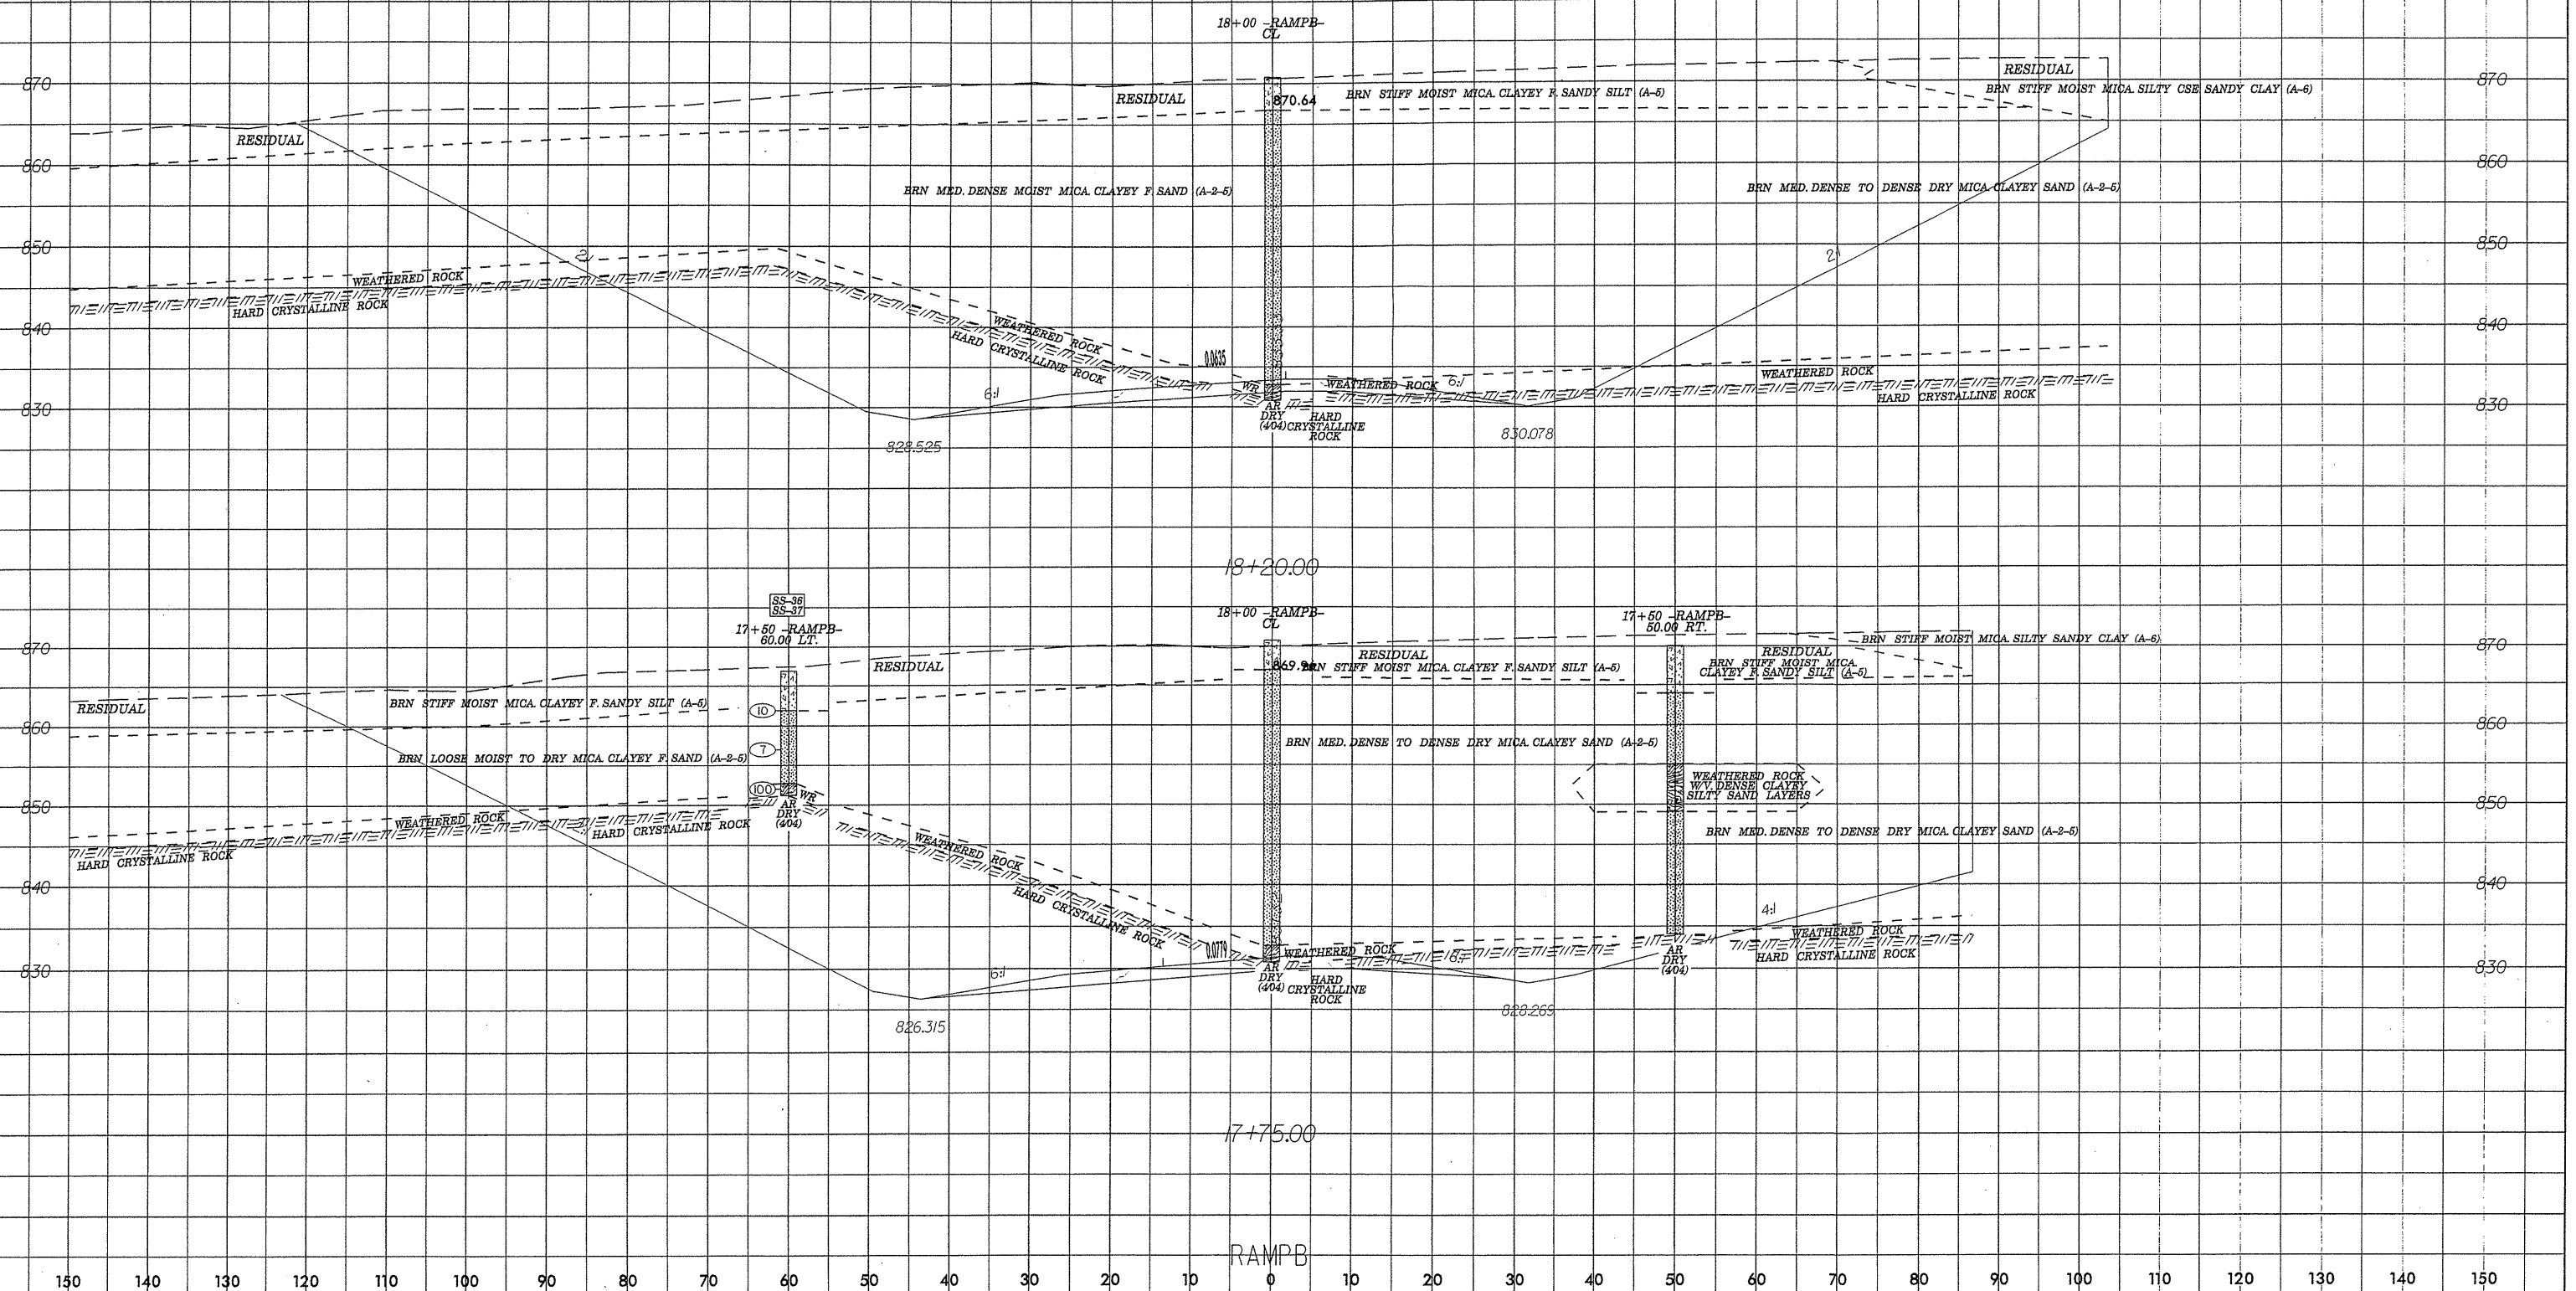 18+00 -RAMPB-
CL
870
870.64
RESIDUAL
BRN STIFF MOIST MICA. CLAYEY F. SANDY SILT (A-5)
RESIDUAL
BRN STIFF MOIST MICA. SILTY CSE SANDY CLAY (A-6)
870
RESIDUAL
860
860
BRN MED. DENSE MOIST MICA. CLAYEY F. SAND (A-2-5)
BRN MED. DENSE TO DENSE DRY MICA. CLAYEY SAND (A-2-5)
850
2:1
2:1
850
WEATHERED ROCK
HARD CRYSTALLINE ROCK
840
WEATHERED ROCK
HARD CRYSTALLINE ROCK
840
0.0635
WR
WEATHERED ROCK
6:1
WEATHERED ROCK
6:1
HARD CRYSTALLINE ROCK
830
AR
DRY
(4/04)
HARD
CRYSTALLINE
ROCK
830
828.525
830.078
18+20.00
SS-36
SS-37
17+50 -RAMPB-
60.00 LT.
18+00 -RAMPB-
CL
17+50 -RAMPB-
50.00 RT.
870
BRN STIFF MOIST MICA. SILTY SANDY CLAY (A-6)
870
RESIDUAL
869.94
RESIDUAL
BRN STIFF MOIST MICA. CLAYEY F. SANDY SILT (A-5)
RESIDUAL
BRN STIFF MOIST MICA.
CLAYEY F. SANDY SILT (A-5)
RESIDUAL
BRN STIFF MOIST MICA. CLAYEY F. SANDY SILT (A-5)
10
860
860
7
BRN LOOSE MOIST TO DRY MICA. CLAYEY F. SAND (A-2-5)
BRN MED. DENSE TO DENSE DRY MICA. CLAYEY SAND (A-2-5)
WEATHERED ROCK
W/V. DENSE CLAYEY
SILTY SAND LAYERS
100
WR
850
AR
DRY
(4/04)
850
WEATHERED ROCK
HARD CRYSTALLINE ROCK
BRN MED. DENSE TO DENSE DRY MICA. CLAYEY SAND (A-2-5)
HARD CRYSTALLINE ROCK
WEATHERED ROCK
840
HARD CRYSTALLINE ROCK
840
4:1
0.0779
WEATHERED ROCK
WEATHERED ROCK
HARD CRYSTALLINE ROCK
830
6:1
6:1
AR
DRY
(4/04)
HARD
CRYSTALLINE
ROCK
AR
DRY
(4/04)
830
826.315
828.269
17+75.00
RAMPB
150 140 130 120 110 100 90 80 70 60 50 40 30 20 10 0 10 20 30 40 50 60 70 80 90 100 110 120 130 140 150